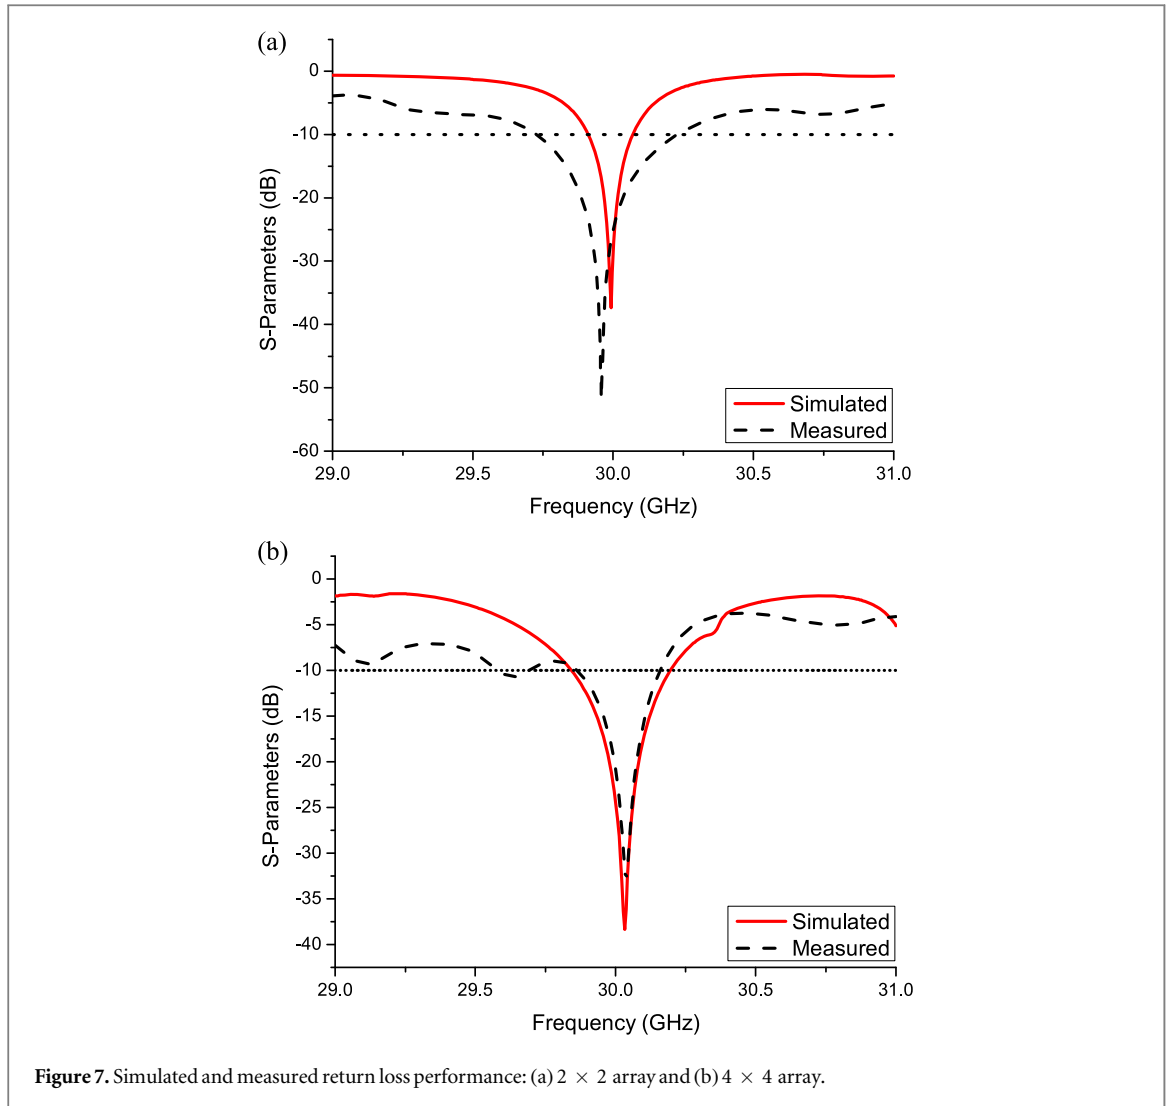 (a)
0
-10
-20
-30
-40
-50
-60
S-Parameters (dB)
Simulated
Measured
29.0 29.5 30.0 30.5 31.0
Frequency (GHz)
(b)
0
-5
-10
-15
-20
-25
-30
-35
-40
S-Parameters (dB)
Simulated
Measured
29.0 29.5 30.0 30.5 31.0
Frequency (GHz)
Figure 7. Simulated and measured return loss performance: (a) 2 × 2 array and (b) 4 × 4 array.